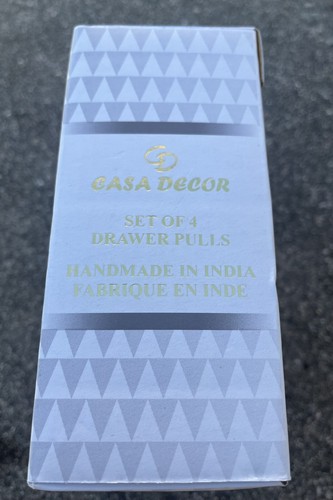 CASA DECOR
SET OF 4
DRAWER PULLS
HANDMADE IN INDIA
FABRIQUE EN INDE